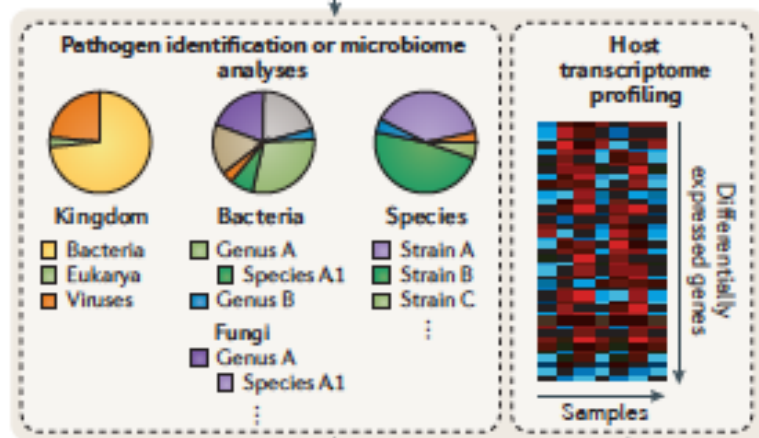 Pathogen identification or microbiome
analyses
Kingdom
Bacteria
Eukarya
Viruses
Bacteria
Genus A
Species A1
Genus B
Fungi
Genus A
Species A1
⋮
Species
Strain A
Strain B
Strain C
⋮
Host
transcriptome
profiling
Differentially
expressed genes
Samples